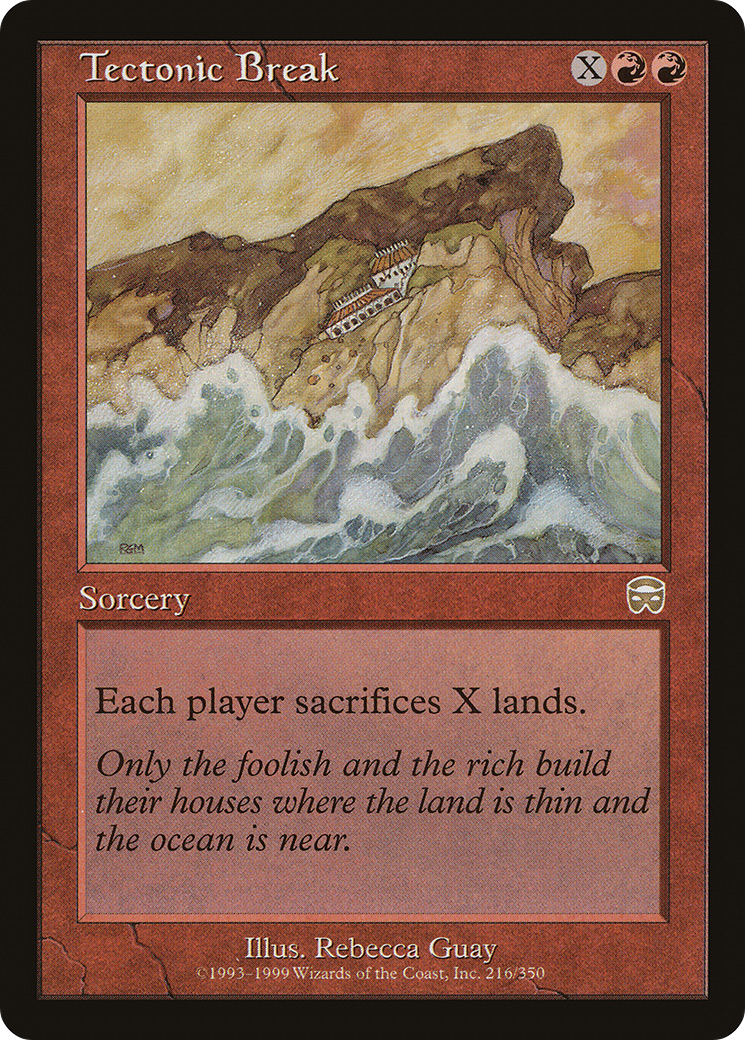 Tectonic Break X
Sorcery
Each player sacrifices X lands.
Only the foolish and the rich build
their houses where the land is thin and
the ocean is near.
Illus. Rebecca Guay
©1993-1999 Wizards of the Coast, Inc. 216/350